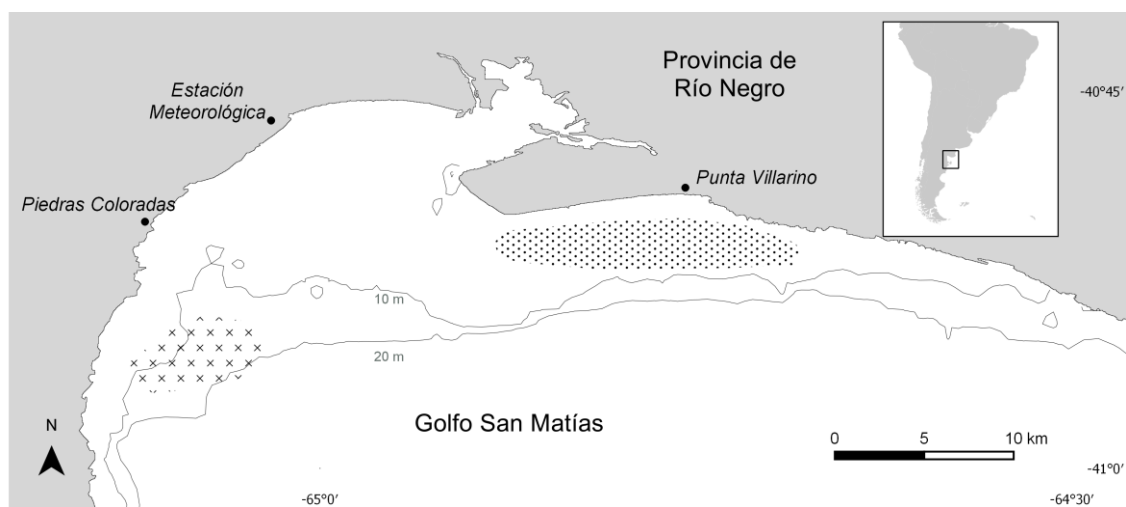 Provincia de
Río Negro
-40°45'
Estación
Meteorológica
Punta Villarino
Piedras Coloradas
10 m
20 m
Golfo San Matías
N
0 5 10 km
-41°0'
-65°0'
-64°30'